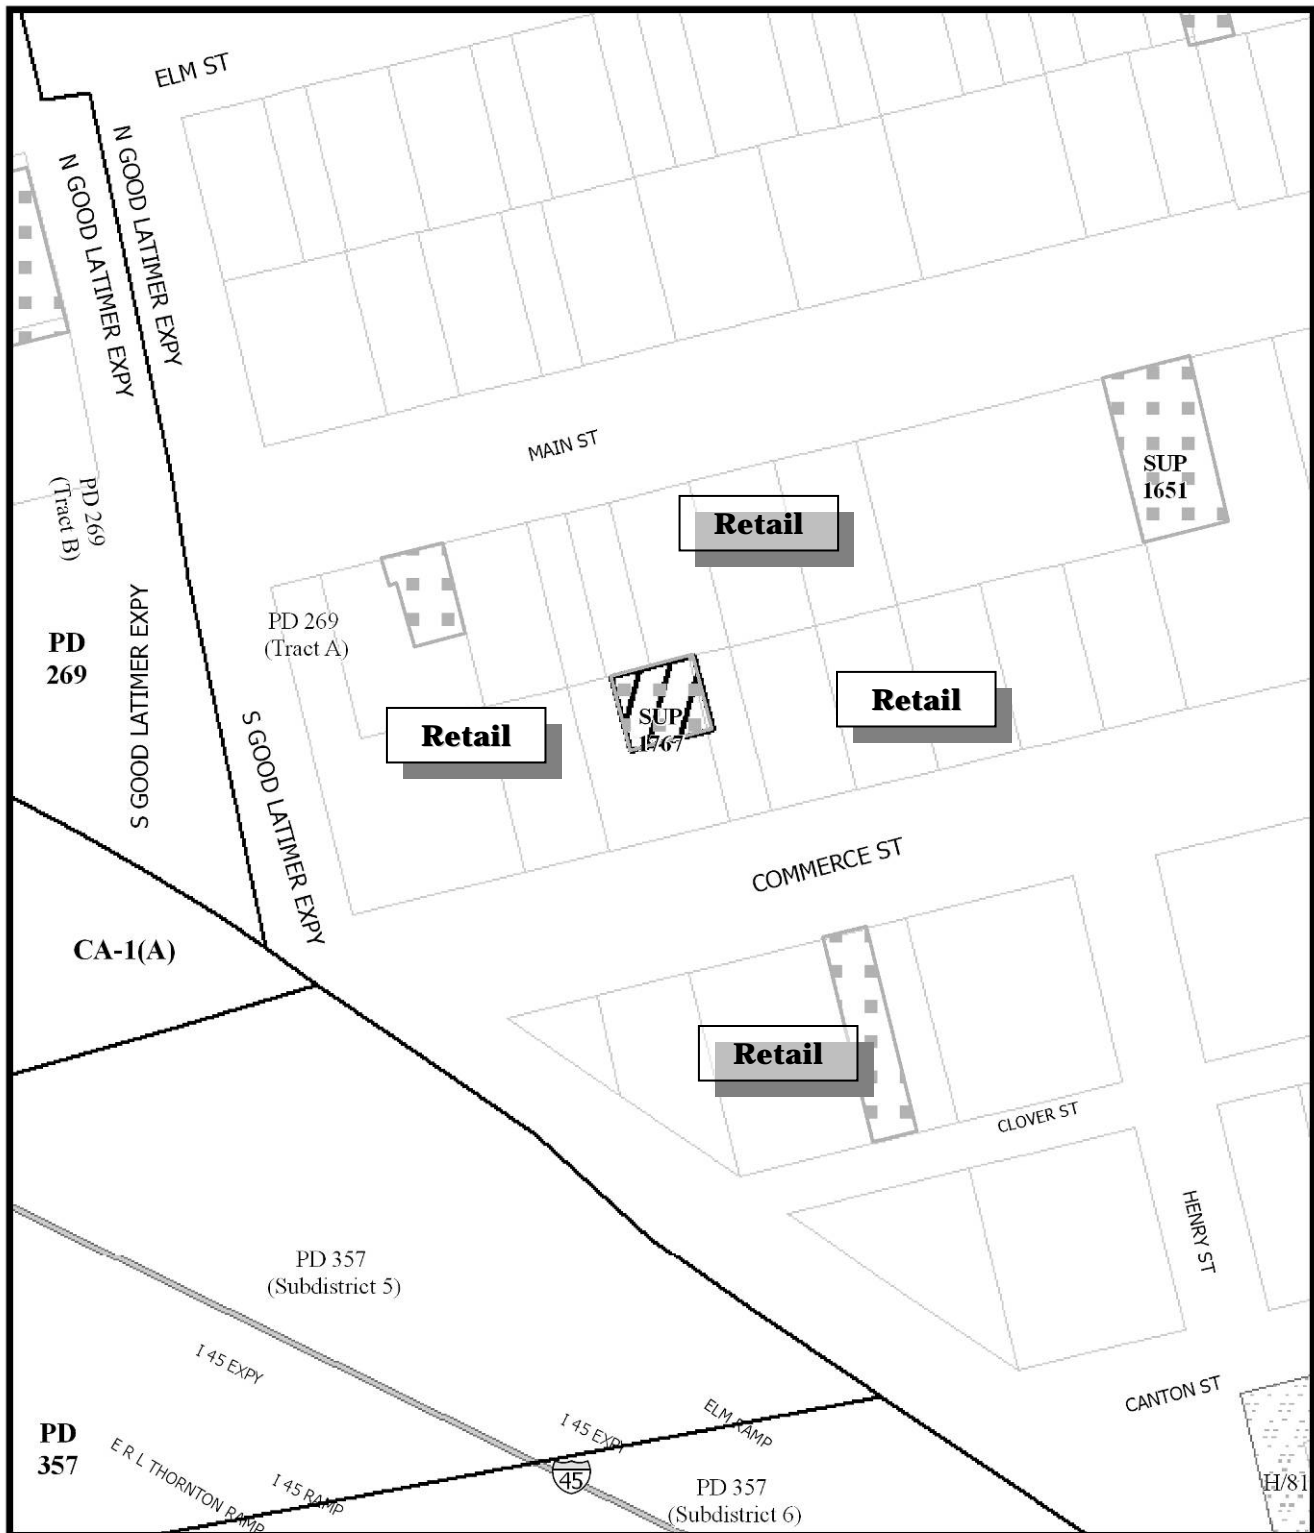 ELM ST
N GOOD LATIMER EXPY
N GOOD LATIMER EXPY
MAIN ST
SUP
1651
PD 269
(Tract B)
Retail
PD 269
(Tract A)
PD
269
S GOOD LATIMER EXPY
Retail
SUP
1767
Retail
S GOOD LATIMER EXPY
COMMERCE ST
CA-1(A)
Retail
CLOVER ST
HENRY ST
PD 357
(Subdistrict 5)
I 45 EXPY
CANTON ST
ELM RAMP
I 45 EXPY
PD
357
E R L THORNTON RAMP
I 45 RAMP
45
PD 357
(Subdistrict 6)
H/81